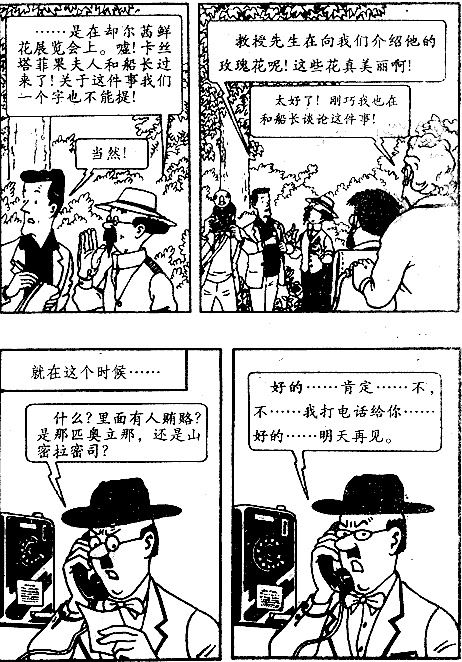 ……是在却尔茜鲜
花展览会上。嘘!卡丝
塔菲果夫人和船长过
来了!关于这件事我们
一个字也不能提!
当然!
教授先生在向我们介绍他的
玫瑰花呢!这些花真美丽啊!
太好了!刚巧我也在
和船长谈论这件事!
就在这个时候……
什么?里面有人贿赂?
是那匹奥立那,还是山
密拉密司?
好的……肯定……不,
不……我打电话给你……
好的……明天再见。